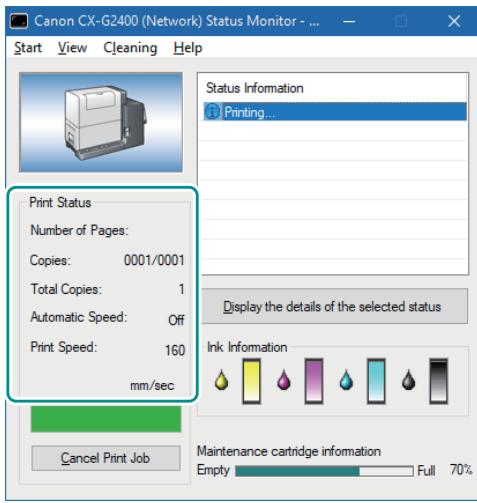 Canon CX-G2400 (Network) Status Monitor - ...
Start View Cleaning Help
Status Information
Printing...
Print Status
Number of Pages:
Copies: 0001/0001
Total Copies: 1
Automatic Speed: Off
Print Speed: 160
mm/sec
Display the details of the selected status
Ink Information
Cancel Print Job
Maintenance cartridge information
Empty Full 70%